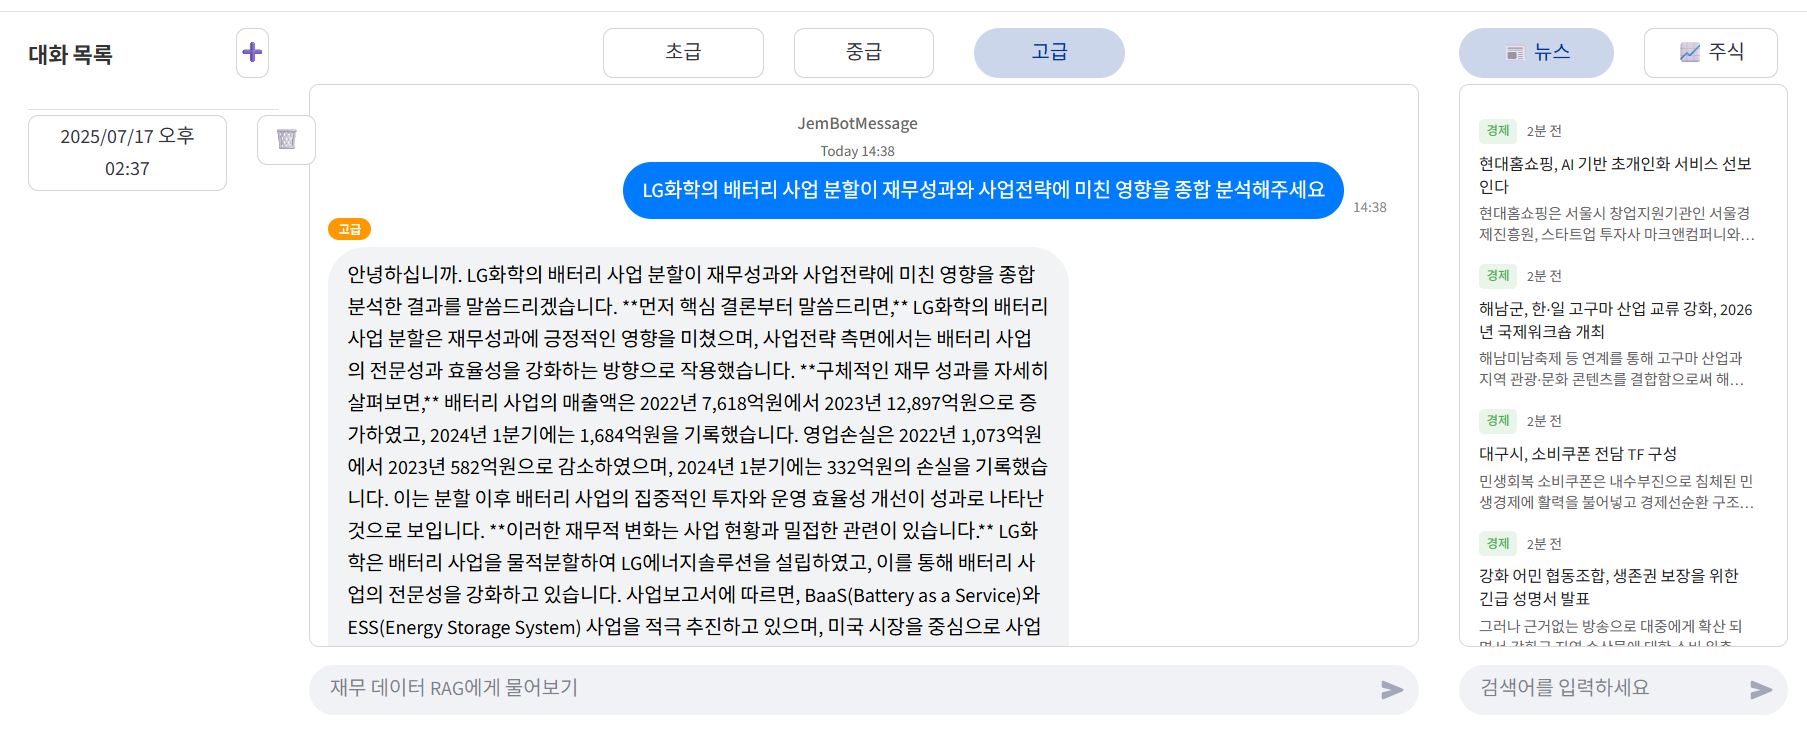 대화 목록
2025/07/17 오후
02:37
초급
중급
고급
JemBotMessage
Today 14:38
LG화학의 배터리 사업 분할이 재무성과와 사업전략에 미친 영향을 종합 분석해주세요
14:38
고급
안녕하십니까. LG화학의 배터리 사업 분할이 재무성과와 사업전략에 미친 영향을 종합
분석한 결과를 말씀드리겠습니다. **먼저 핵심 결론부터 말씀드리면,** LG화학의 배터리
사업 분할은 재무성과에 긍정적인 영향을 미쳤으며, 사업전략 측면에서는 배터리 사업
의 전문성과 효율성을 강화하는 방향으로 작용했습니다. **구체적인 재무 성과를 자세히
살펴보면,** 배터리 사업의 매출액은 2022년 7,618억원에서 2023년 12,897억원으로 증
가하였고, 2024년 1분기에는 1,684억원을 기록했습니다. 영업손실은 2022년 1,073억원
에서 2023년 582억원으로 감소하였으며, 2024년 1분기에는 332억원의 손실을 기록했습
니다. 이는 분할 이후 배터리 사업의 집중적인 투자와 운영 효율성 개선이 성과로 나타난
것으로 보입니다. **이러한 재무적 변화는 사업 현황과 밀접한 관련이 있습니다.** LG화
학은 배터리 사업을 물적분할하여 LG에너지솔루션을 설립하였고, 이를 통해 배터리 사
업의 전문성을 강화하고 있습니다. 사업보고서에 따르면, BaaS(Battery as a Service)와
ESS(Energy Storage System) 사업을 적극 추진하고 있으며, 미국 시장을 중심으로 사업
재무 데이터 RAG에게 물어보기
뉴스
주식
경제 2분 전
현대홈쇼핑, AI 기반 초개인화 서비스 선보
인다
현대홈쇼핑은 서울시 창업지원기관인 서울경
제진흥원, 스타트업 투자사 마크앤컴퍼니와...
경제 2분 전
해남군, 한·일 고구마 산업 교류 강화, 2026
년 국제워크숍 개최
해남미남축제 등 연계를 통해 고구마 산업과
지역 관광·문화 콘텐츠를 결합함으로써 해...
경제 2분 전
대구시, 소비쿠폰 전담 TF 구성
민생회복 소비쿠폰은 내수부진으로 침체된 민
생경제에 활력을 불어넣고 경제선순환 구조...
경제 2분 전
강화 어민 협동조합, 생존권 보장을 위한
긴급 성명서 발표
그러나 근거없는 방송으로 대중에게 확산 되
검색어를 입력하세요